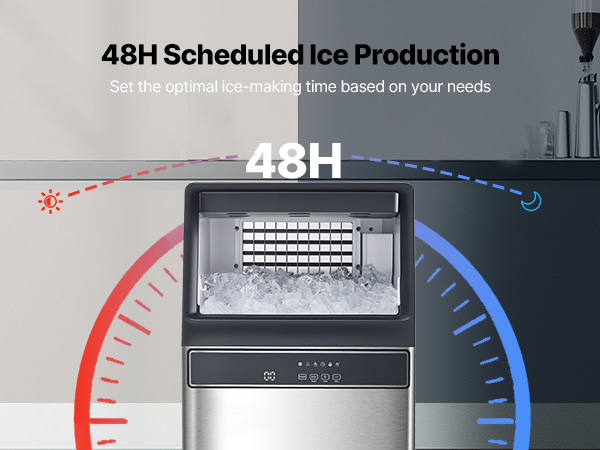 48H Scheduled Ice Production
Set the optimal ice-making time based on your needs
48H